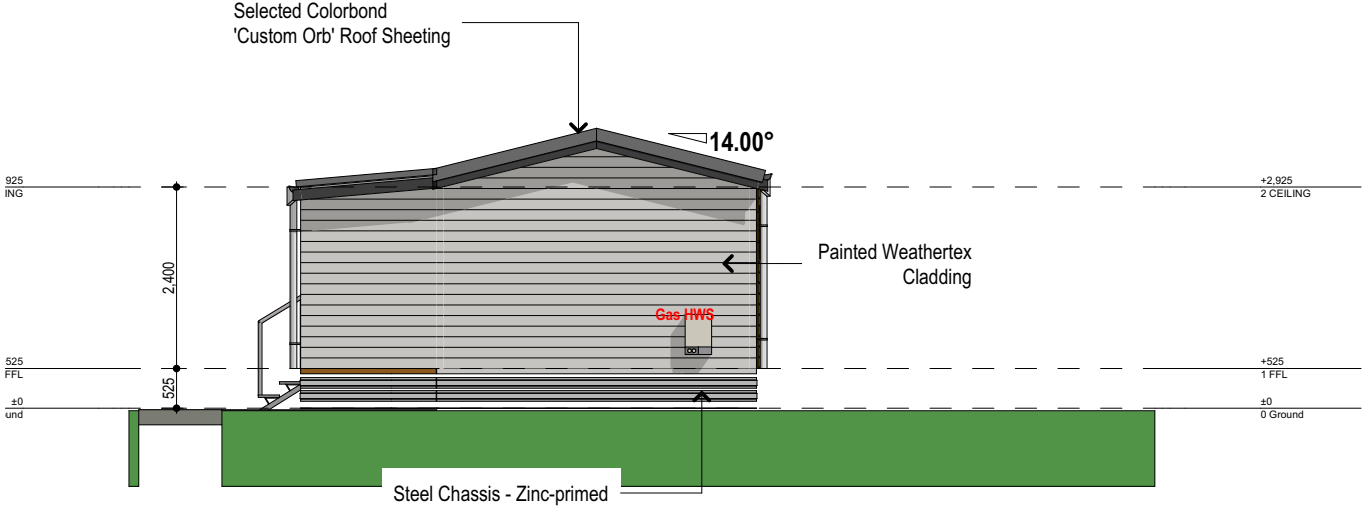 Selected Colorbond
'Custom Orb' Roof Sheeting
14.00°
925
ING
+2,925
2 CEILING
2,400
Painted Weathertex
Cladding
Gas HWS
525
FFL
+525
1 FFL
525
±0
und
±0
0 Ground
Steel Chassis - Zinc-primed